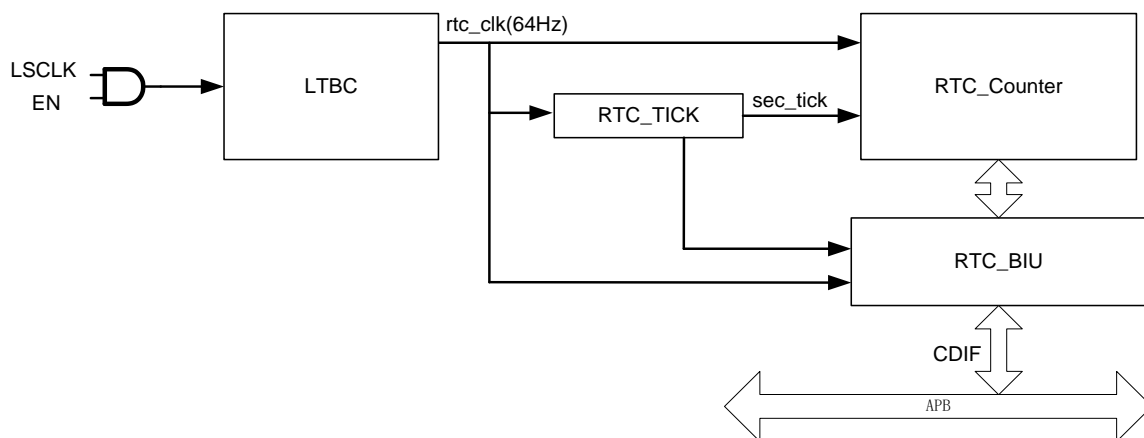 rtc_clk(64Hz)
LSCLK
EN
LTBC
RTC_Counter
RTC_TICK
sec_tick
RTC_BIU
CDIF
APB